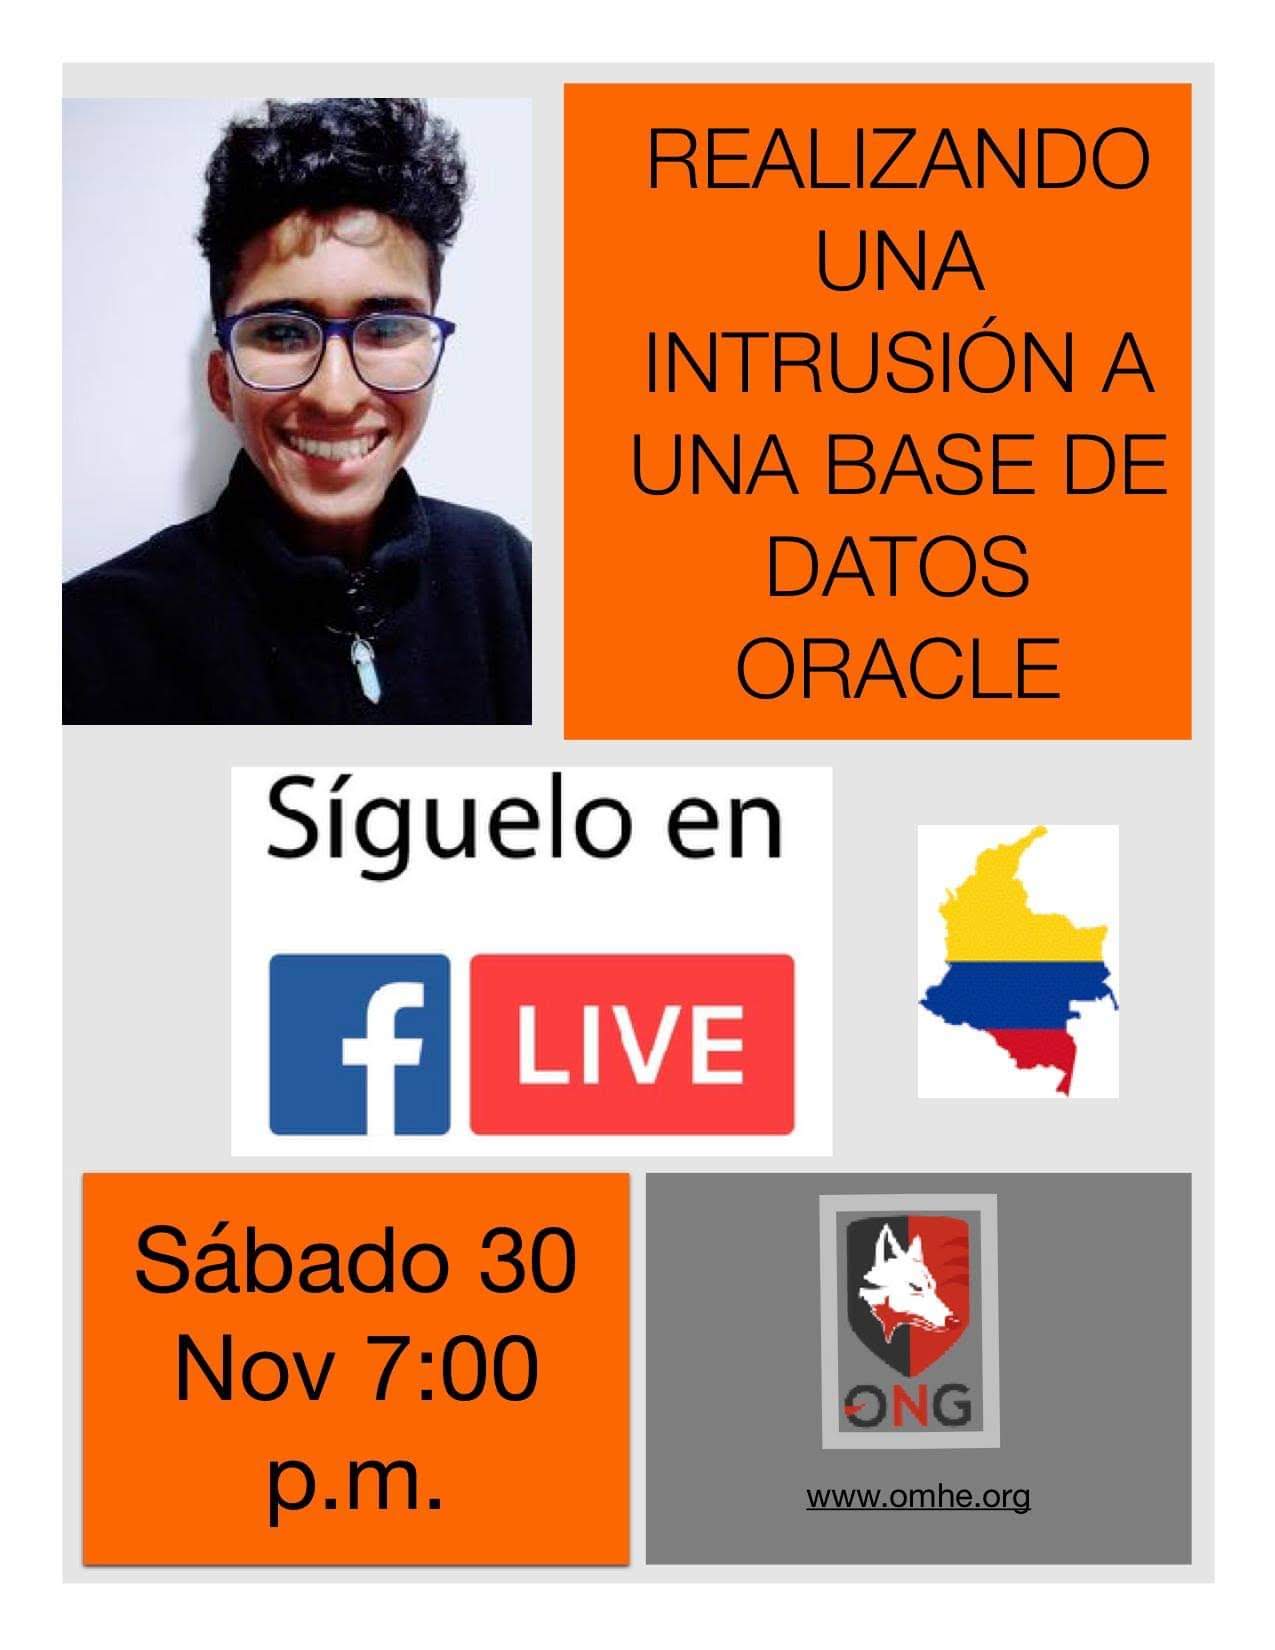 REALIZANDO
UNA
INTRUSIÓN A
UNA BASE DE
DATOS
ORACLE
Síguelo en
f LIVE
Sábado 30
Nov 7:00
p.m.
ONG
www.omhe.org